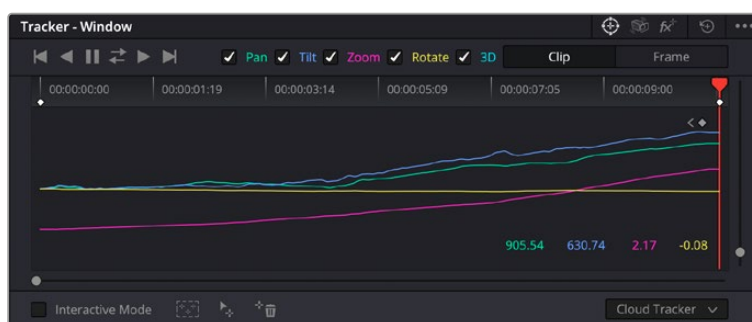 Tracker - Window
Pan Tilt Zoom Rotate 3D Clip Frame
00:00:00:00 00:00:01:19 00:00:03:14 00:00:05:09 00:00:07:05 00:00:09:00
905.54 630.74 2.17 -0.08
Interactive Mode Cloud Tracker